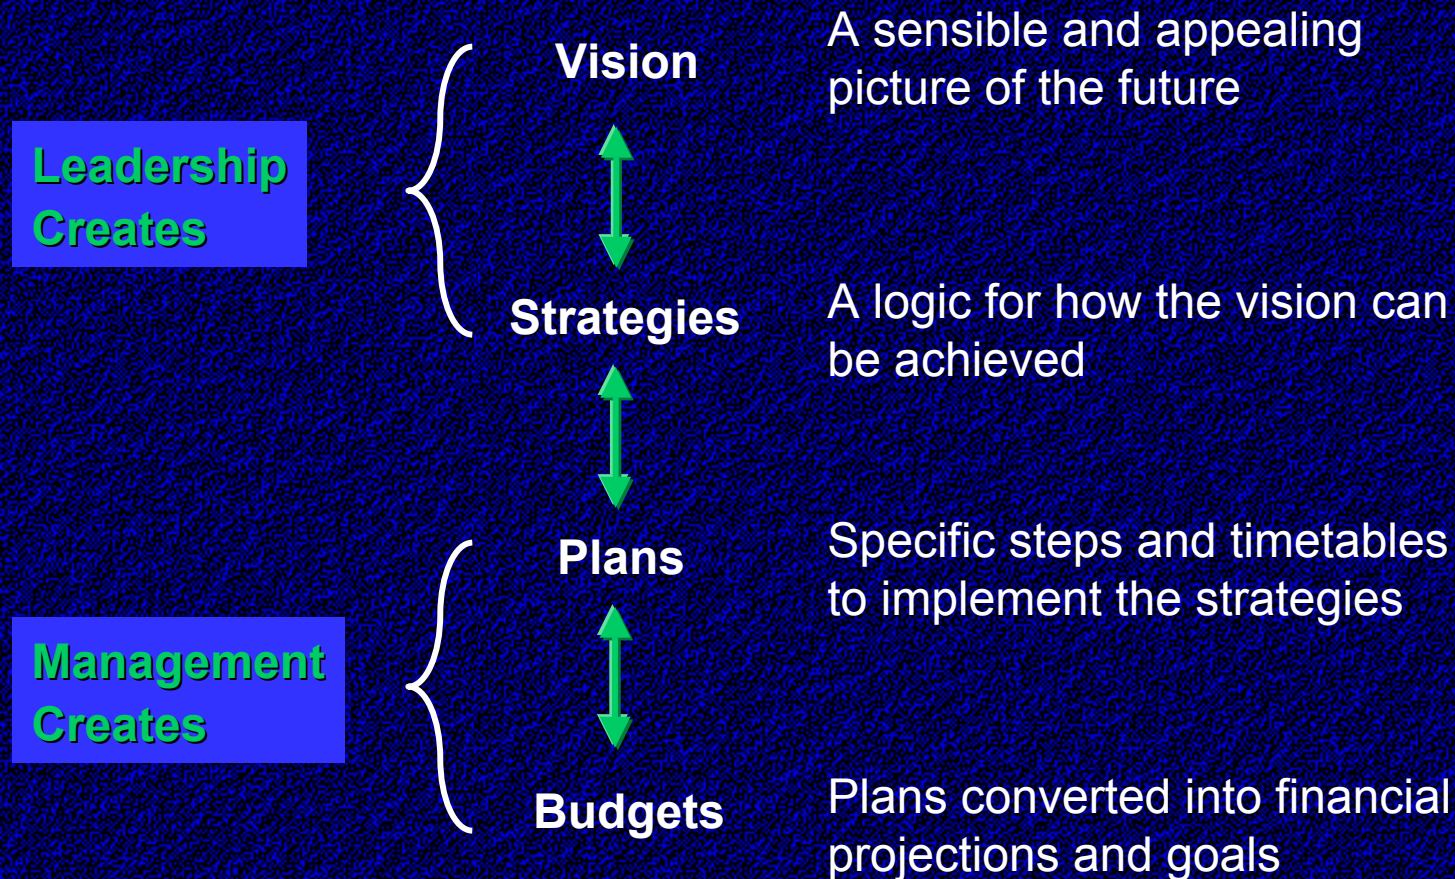 Leadership
Creates
Vision
A sensible and appealing
picture of the future
Strategies
A logic for how the vision can
be achieved
Management
Creates
Plans
Specific steps and timetables
to implement the strategies
Budgets
Plans converted into financial
projections and goals